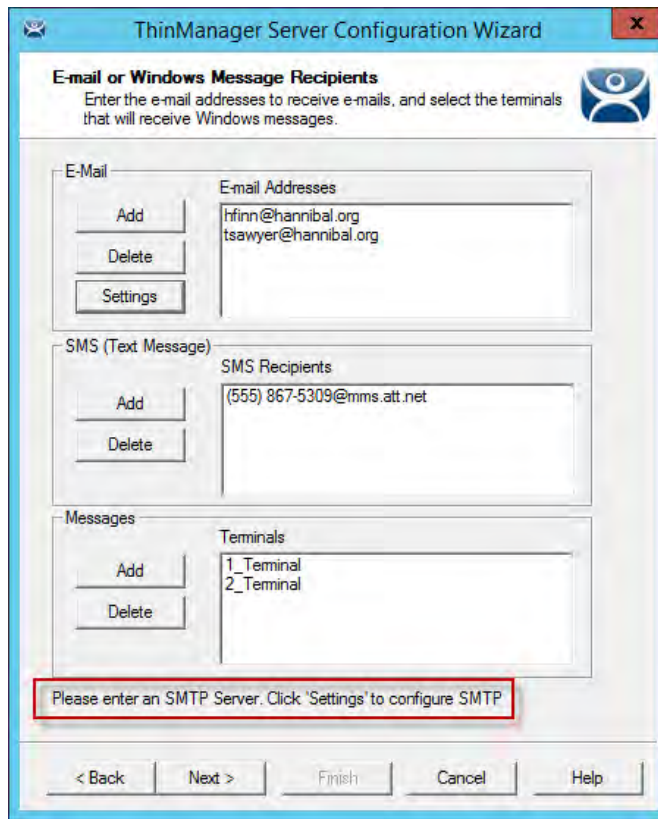 ThinManager Server Configuration Wizard
x
E-mail or Windows Message Recipients
Enter the e-mail addresses to receive e-mails, and select the terminals
that will receive Windows messages.
E-Mail
E-mail Addresses
Add
Delete
Settings
hfinn@hannibal.org
tsawyer@hannibal.org
SMS (Text Message)
SMS Recipients
Add
Delete
(555) 867-5309@mms.att.net
Messages
Terminals
Add
Delete
1_Terminal
2_Terminal
Please enter an SMTP Server. Click 'Settings' to configure SMTP
< Back Next > Finish Cancel Help